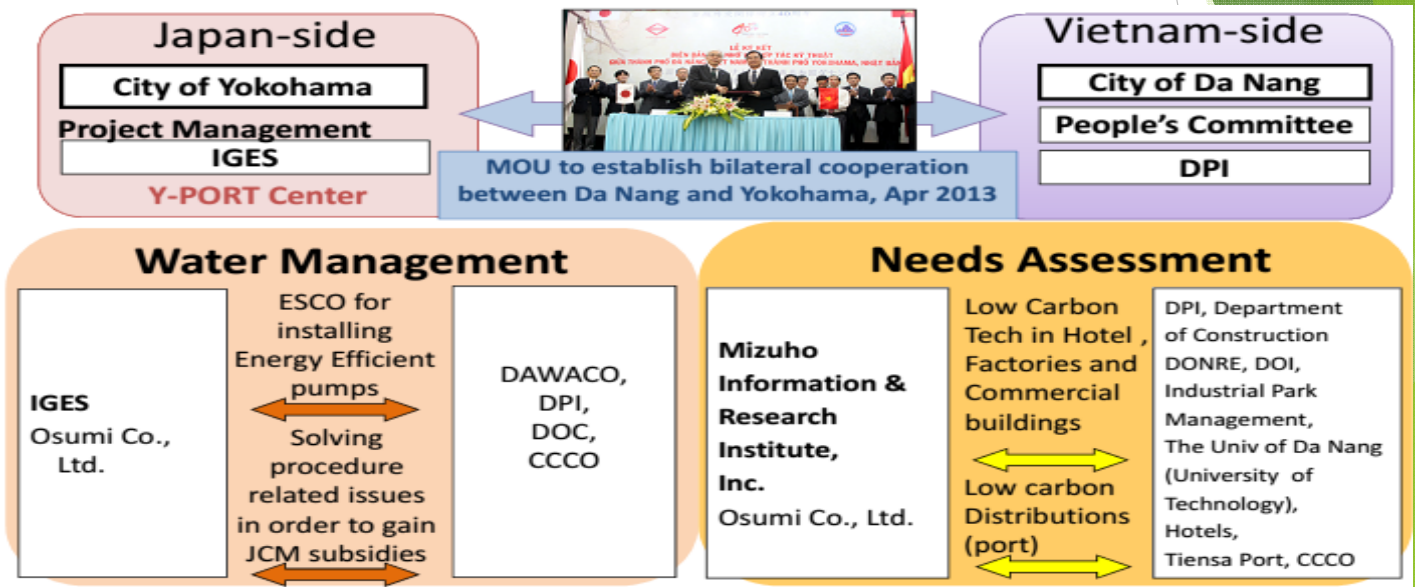 Japan-side
City of Yokohama
Project Management
IGES
Y-PORT Center
LỄ KÝ KẾT
MOU to establish bilateral cooperation
between Da Nang and Yokohama, Apr 2013
Vietnam-side
City of Da Nang
People’s Committee
DPI
Water Management
IGES
Osumi Co.,
Ltd.
ESCO for
installing
Energy Efficient
pumps
Solving
procedure
related issues
in order to gain
JCM subsidies
DAWACO,
DPI,
DOC,
CCCO
Needs Assessment
Mizuho
Information &
Research
Institute,
Inc.
Osumi Co., Ltd.
Low Carbon
Tech in Hotel ,
Factories and
Commercial
buildings
Low carbon
Distributions
(port)
DPI, Department
of Construction
DONRE, DOI,
Industrial Park
Management,
The Univ of Da Nang
(University of
Technology),
Hotels,
Tiensa Port, CCCO